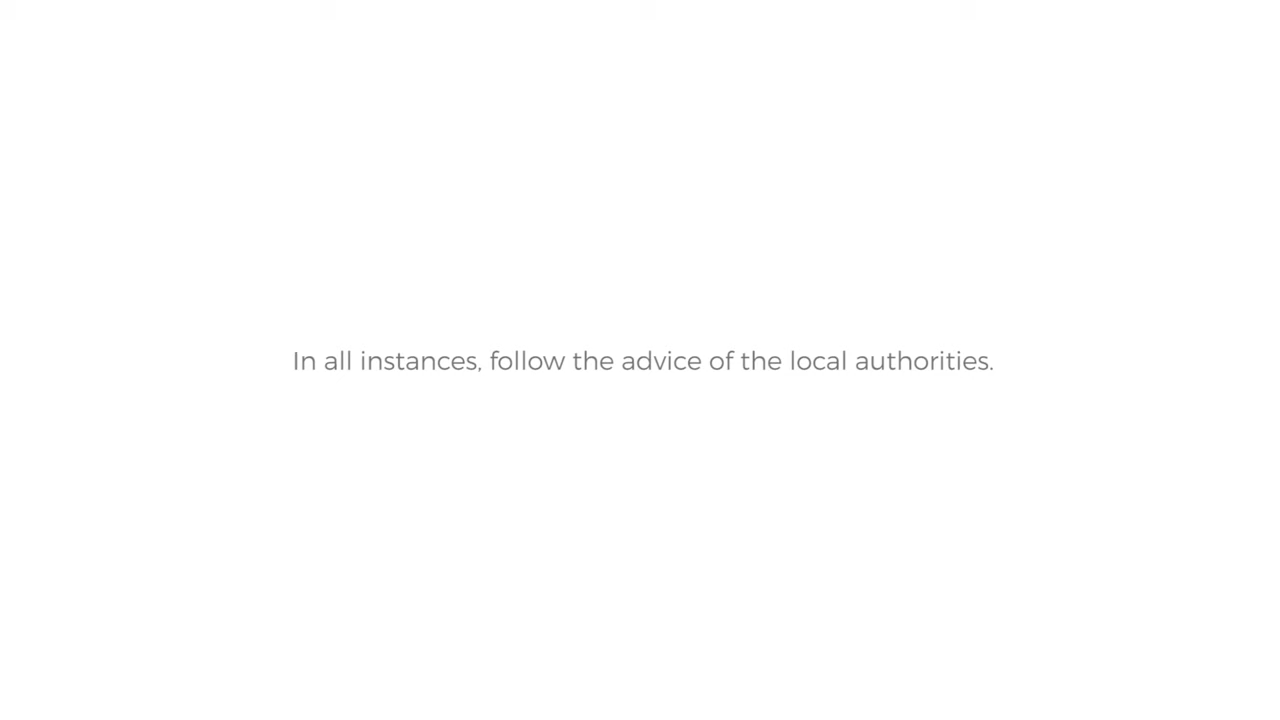 In all instances, follow the advice of the local authorities.